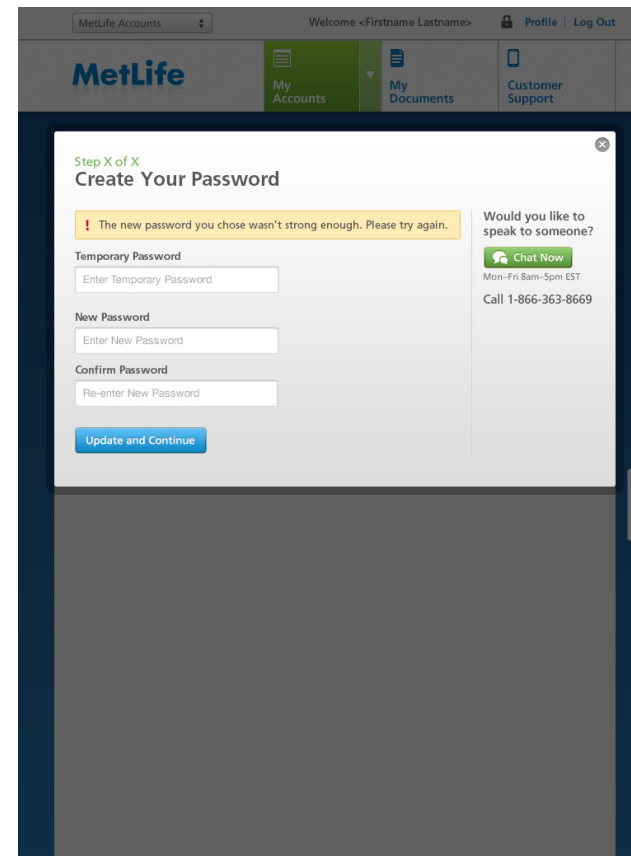 MetLife Accounts
Welcome <Firstname Lastname>
Profile | Log Out
MetLife
My
Accounts
My
Documents
Customer
Support
Step X of X
Create Your Password
! The new password you chose wasn't strong enough. Please try again.
Temporary Password
Enter Temporary Password
New Password
Enter New Password
Confirm Password
Re-enter New Password
Update and Continue
Would you like to
speak to someone?
Chat Now
Mon–Fri 8am–5pm EST
Call 1-866-363-8669